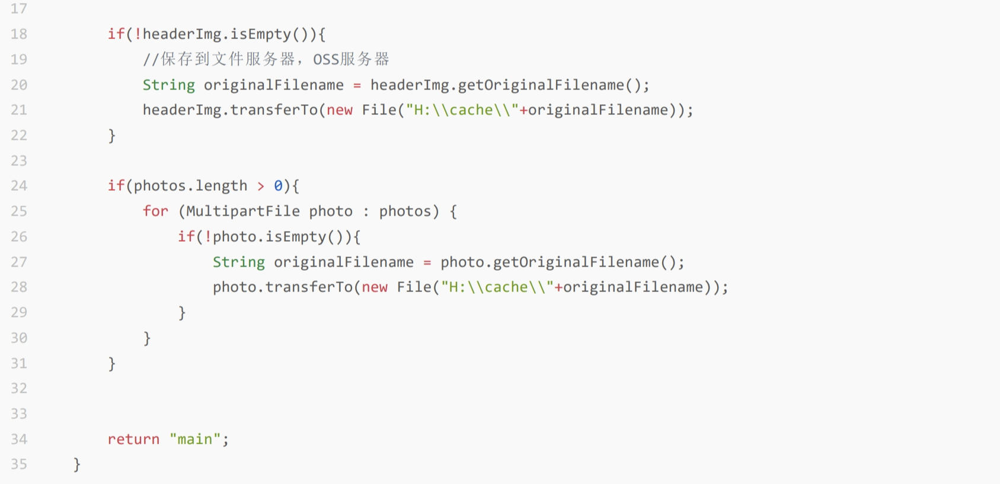 17
18 if(!headerImg.isEmpty()){
19 //保存到文件服务器，OSS服务器
20 String originalFilename = headerImg.getOriginalFilename();
21 headerImg.transferTo(new File("H:\\cache\\"+originalFilename));
22 }
23
24 if(photos.length > 0){
25 for (MultipartFile photo : photos) {
26 if(!photo.isEmpty()){
27 String originalFilename = photo.getOriginalFilename();
28 photo.transferTo(new File("H:\\cache\\"+originalFilename));
29 }
30 }
31 }
32
33
34 return "main";
35 }